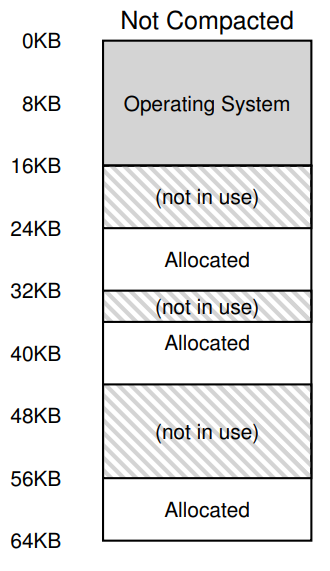 Not Compacted
0KB
8KB
Operating System
16KB
(not in use)
24KB
Allocated
32KB
(not in use)
Allocated
40KB
48KB
(not in use)
56KB
Allocated
64KB